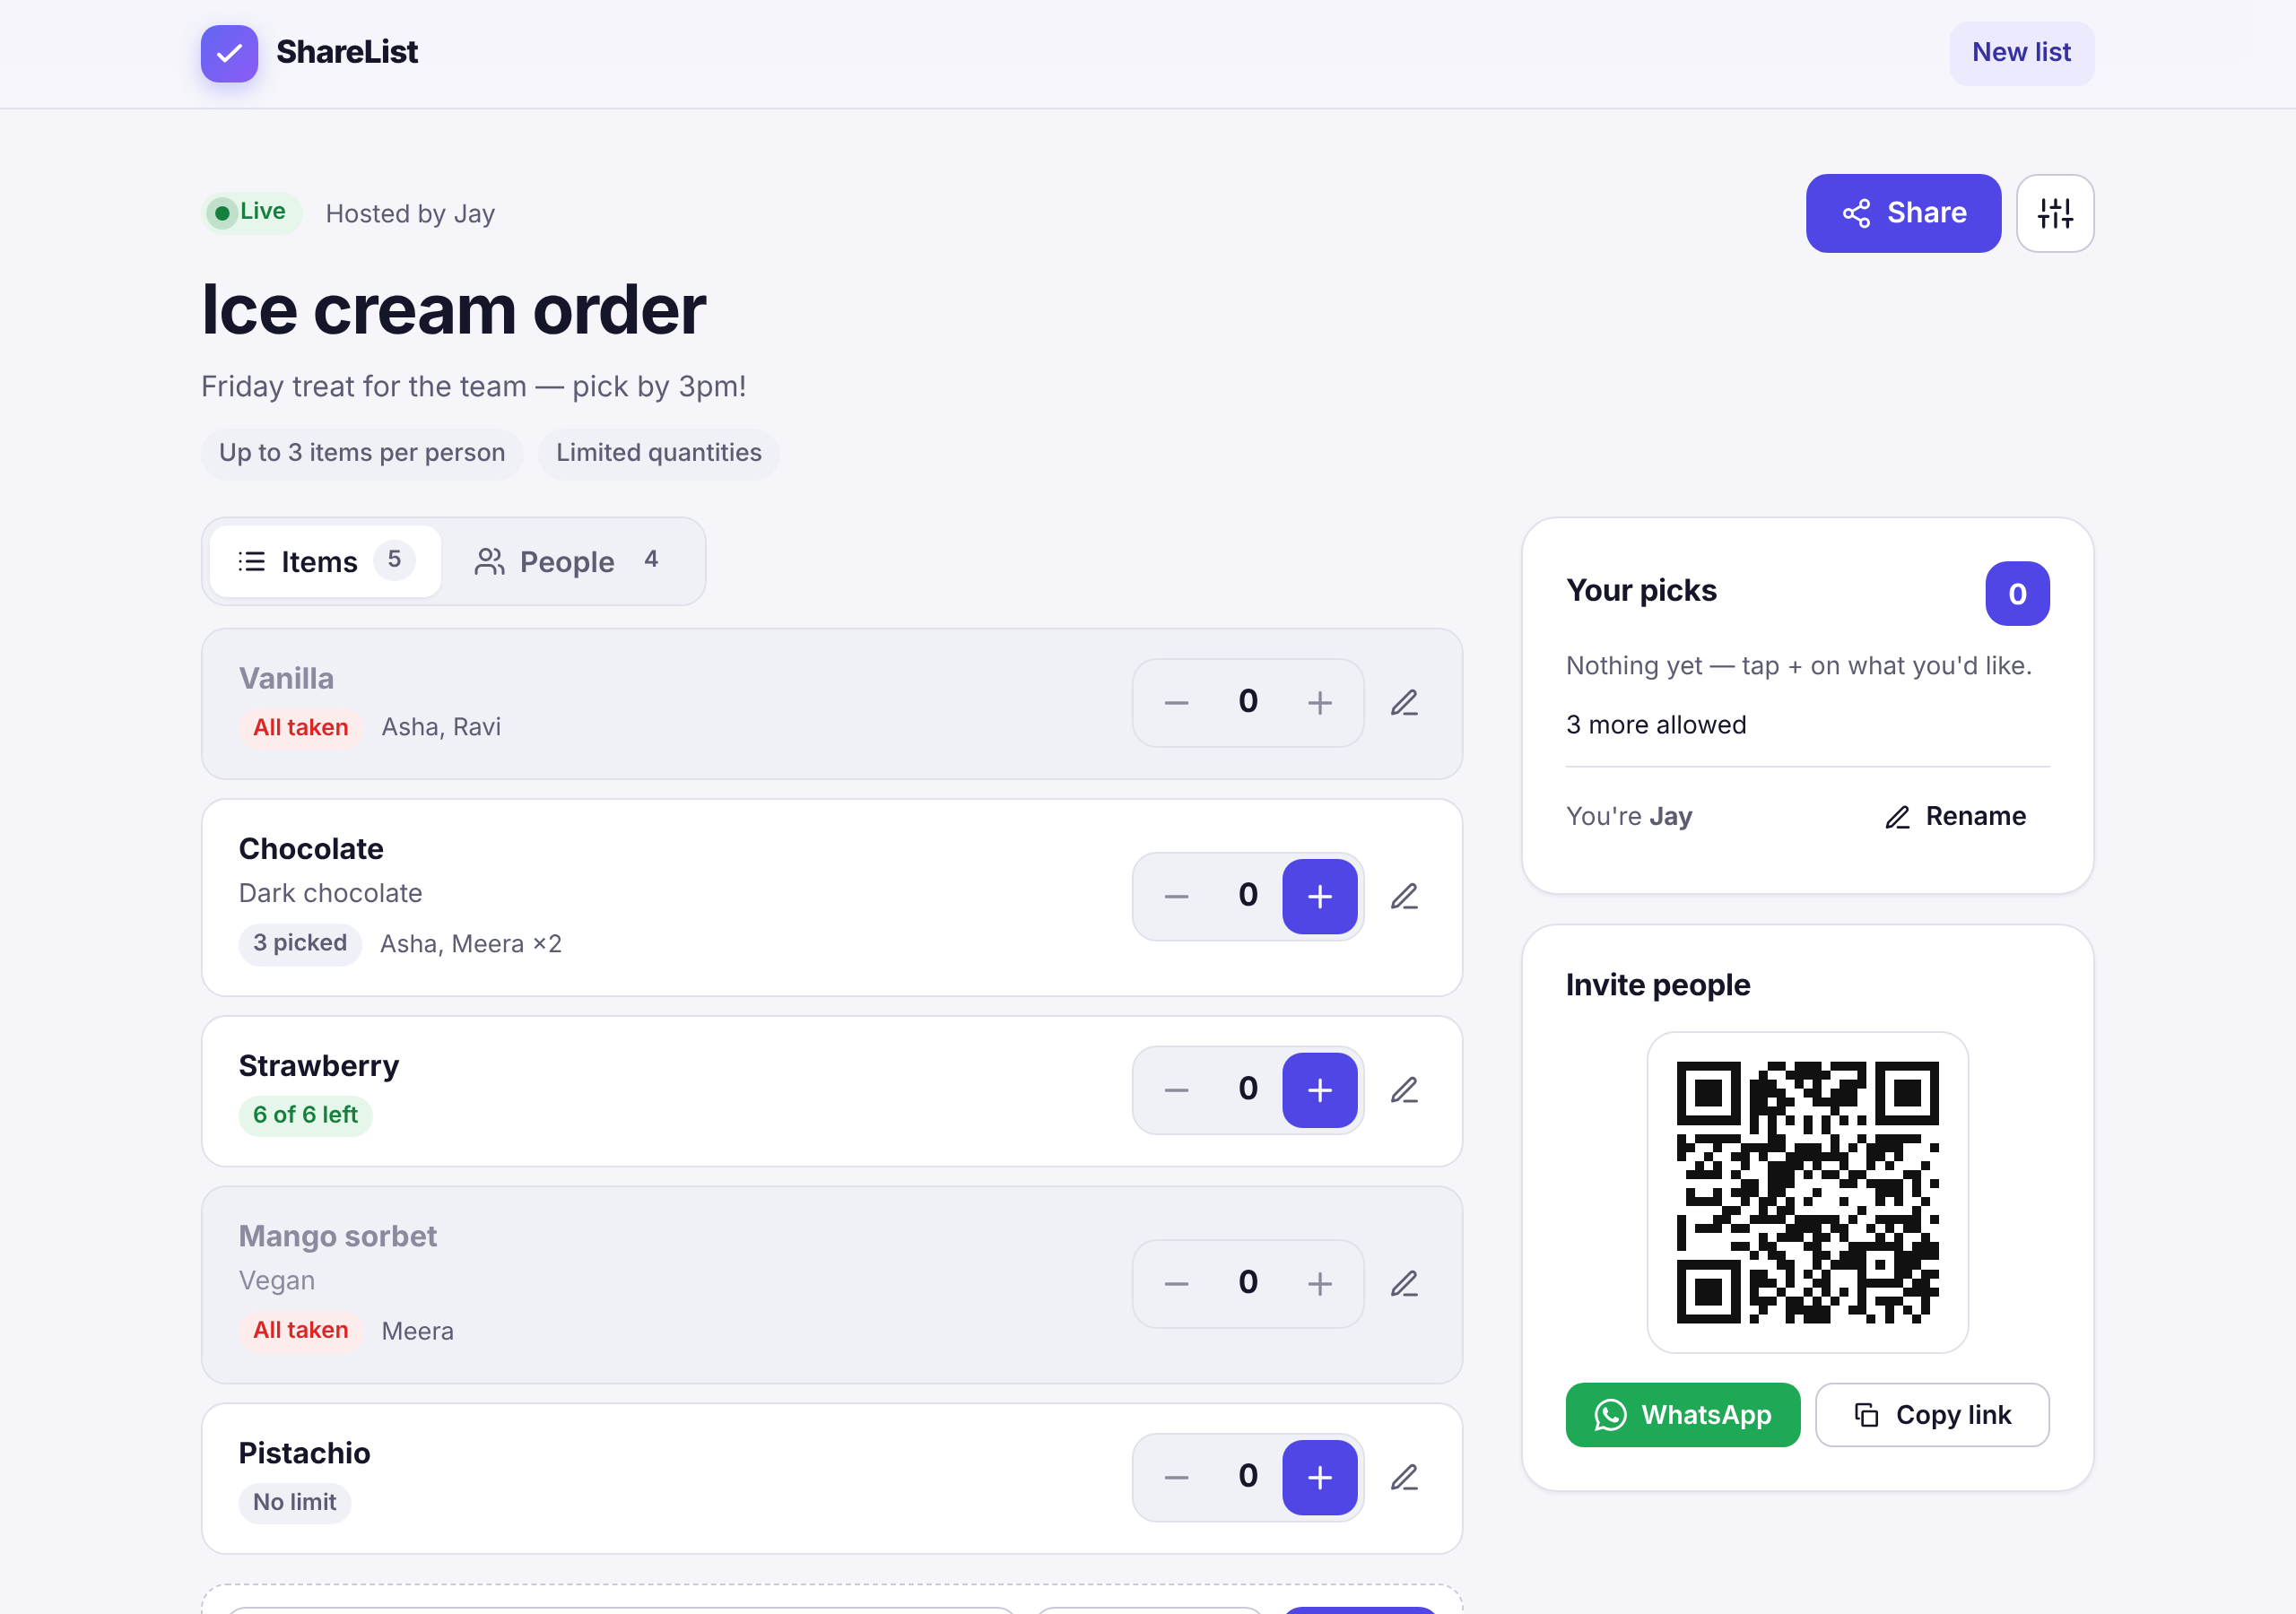 ShareList
New list
Live
Hosted by Jay
Share
Ice cream order
Friday treat for the team — pick by 3pm!
Up to 3 items per person
Limited quantities
Items 5
People 4
Vanilla
All taken Asha, Ravi
0
Chocolate
Dark chocolate
3 picked Asha, Meera ×2
0
Strawberry
6 of 6 left
0
Mango sorbet
Vegan
All taken Meera
0
Pistachio
No limit
0
Your picks 0
Nothing yet — tap + on what you'd like.
3 more allowed
You're Jay
Rename
Invite people
WhatsApp
Copy link